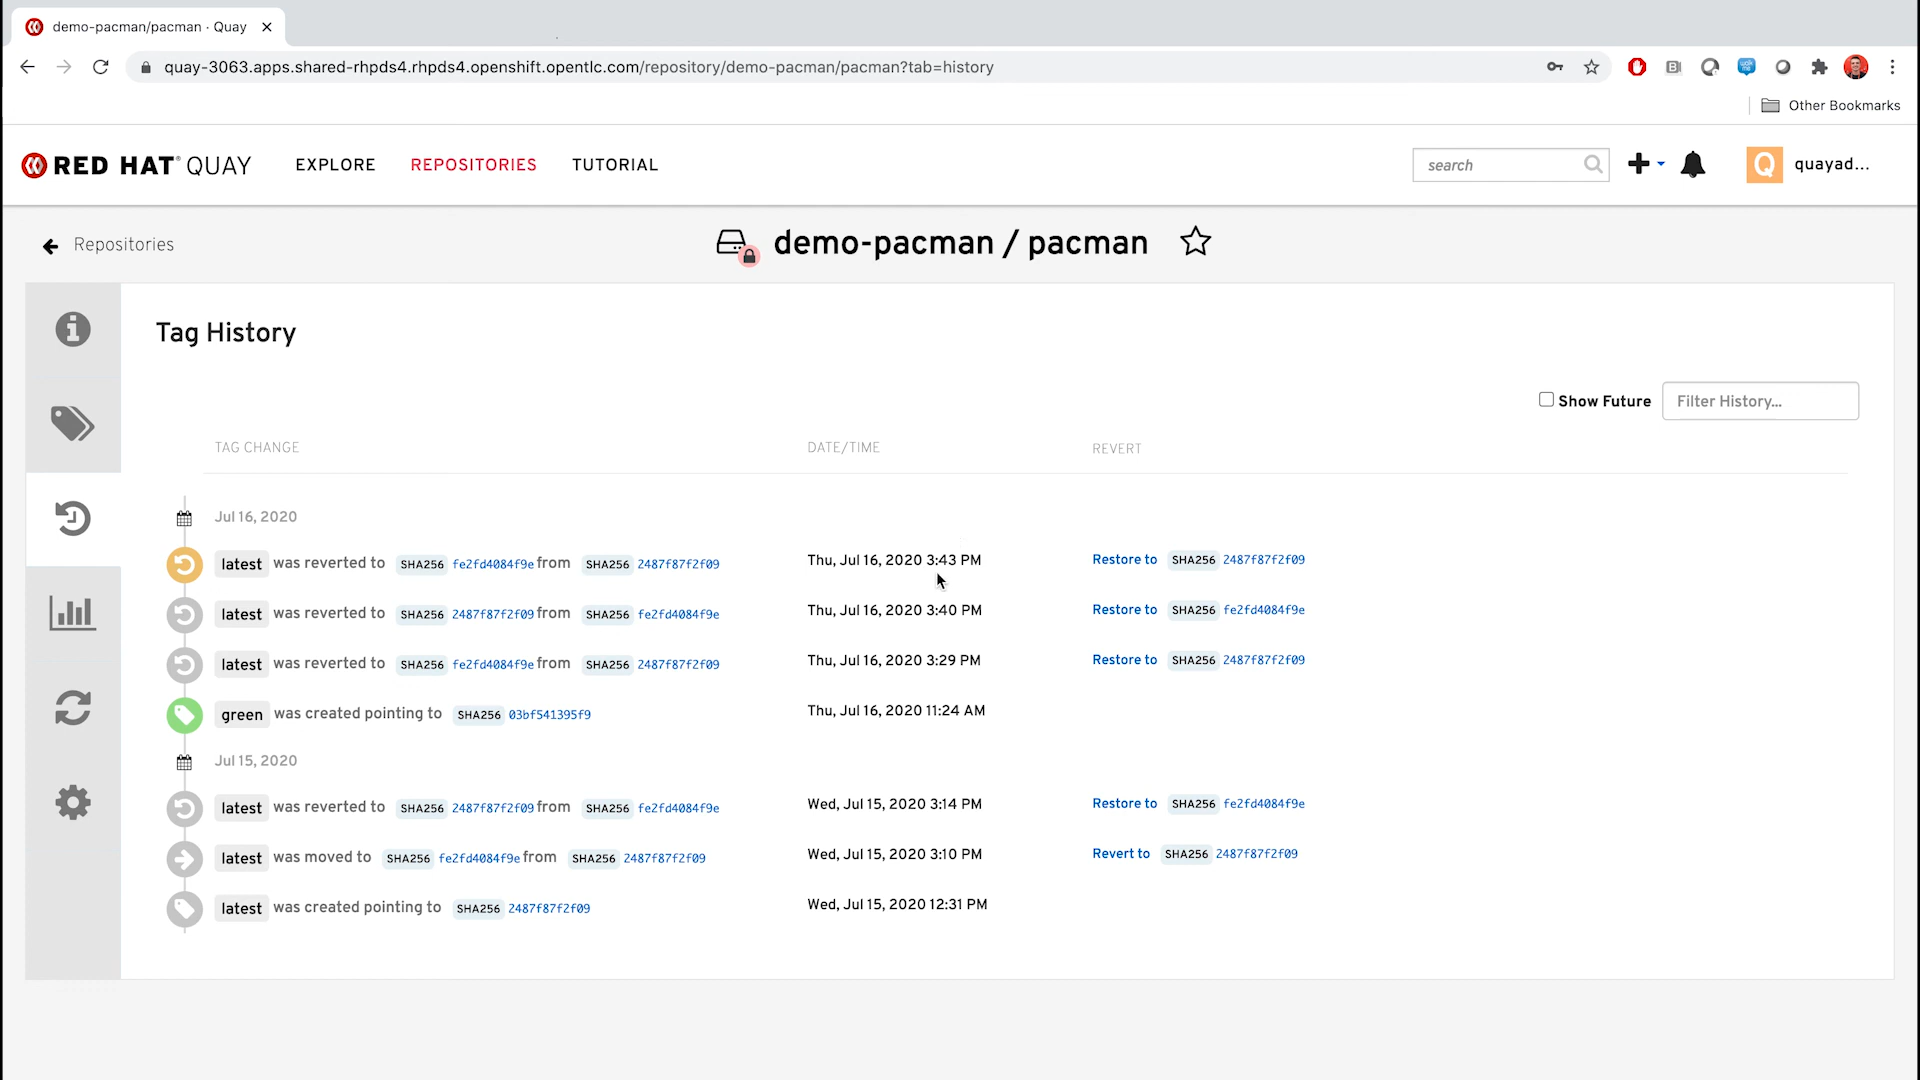 demo-pacman/pacman · Quay
quay-3063.apps.shared-rhpds4.rhpds4.openshift.opentlc.com/repository/demo-pacman/pacman?tab=history
Other Bookmarks
RED HAT QUAY EXPLORE REPOSITORIES TUTORIAL search Q quayad...
Repositories demo-pacman / pacman
Tag History
Show Future Filter History...
TAG CHANGE DATE/TIME REVERT
Jul 16, 2020
latest was reverted to SHA256 fe2fd4084f9e from SHA256 2487f87f2f09 Thu, Jul 16, 2020 3:43 PM Restore to SHA256 2487f87f2f09
latest was reverted to SHA256 2487f87f2f09 from SHA256 fe2fd4084f9e Thu, Jul 16, 2020 3:40 PM Restore to SHA256 fe2fd4084f9e
latest was reverted to SHA256 fe2fd4084f9e from SHA256 2487f87f2f09 Thu, Jul 16, 2020 3:29 PM Restore to SHA256 2487f87f2f09
green was created pointing to SHA256 03bf541395f9 Thu, Jul 16, 2020 11:24 AM
Jul 15, 2020
latest was reverted to SHA256 2487f87f2f09 from SHA256 fe2fd4084f9e Wed, Jul 15, 2020 3:14 PM Restore to SHA256 fe2fd4084f9e
latest was moved to SHA256 fe2fd4084f9e from SHA256 2487f87f2f09 Wed, Jul 15, 2020 3:10 PM Revert to SHA256 2487f87f2f09
latest was created pointing to SHA256 2487f87f2f09 Wed, Jul 15, 2020 12:31 PM